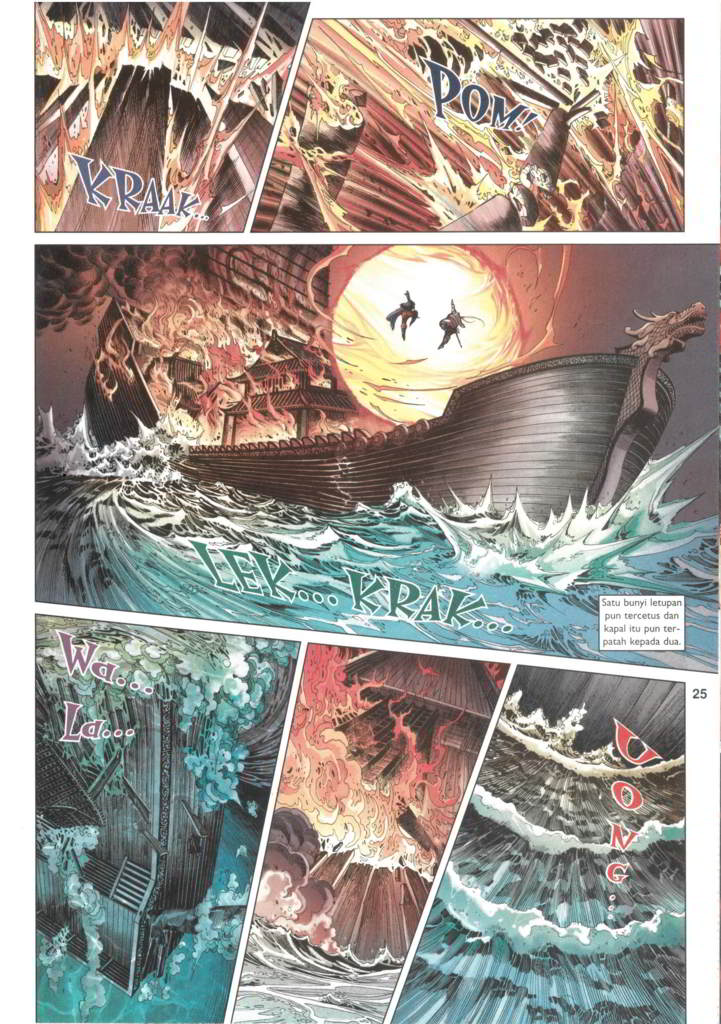 KRAAK...
POM!
LEK... KRAK...
Satu bunyi letupan
pun tercetus dan
kapal itu pun ter-
patah kepada dua.
25
Wa...
La...
UONG...